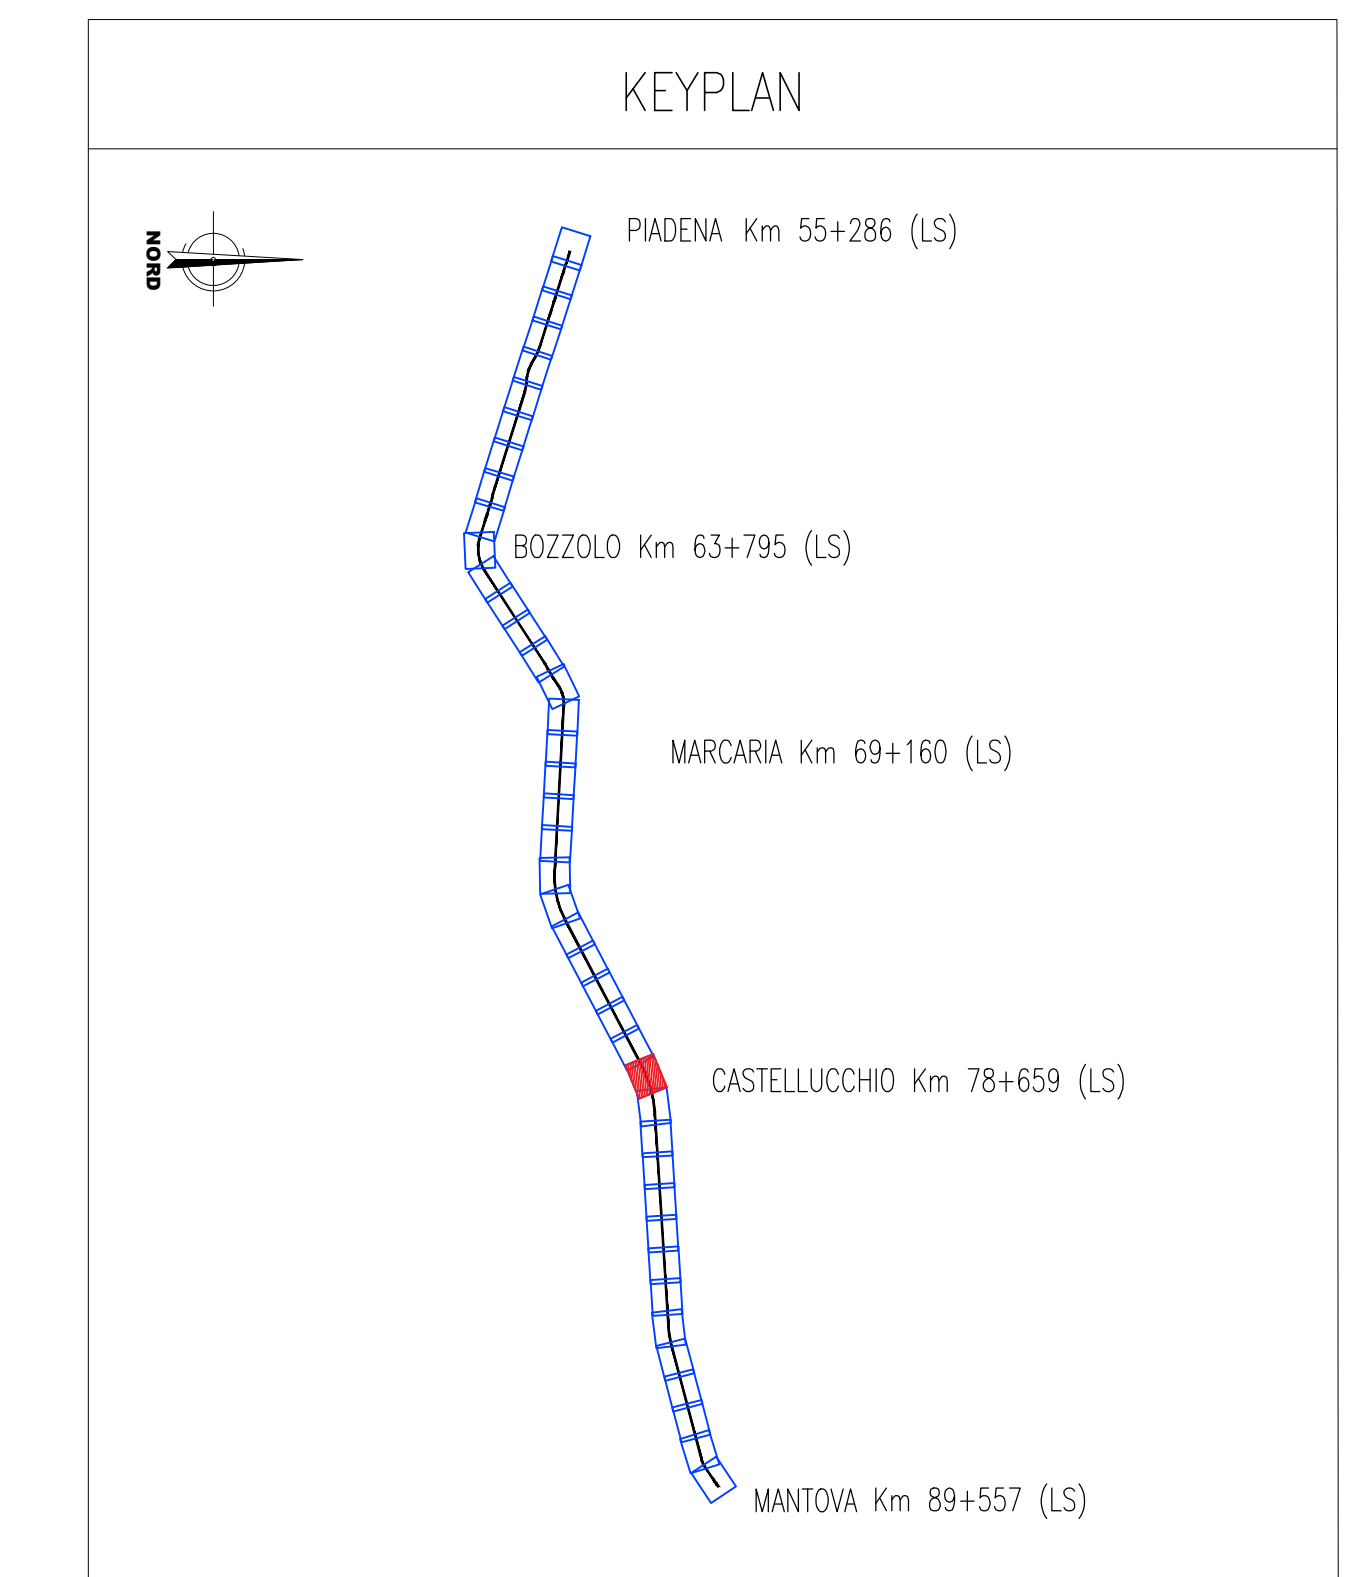 KEYPLAN
NORD
PIADENA Km 55+286 (LS)
BOZZOLO Km 63+795 (LS)
MARCARIA Km 69+160 (LS)
CASTELLUCCHIO Km 78+659 (LS)
MANTOVA Km 89+557 (LS)